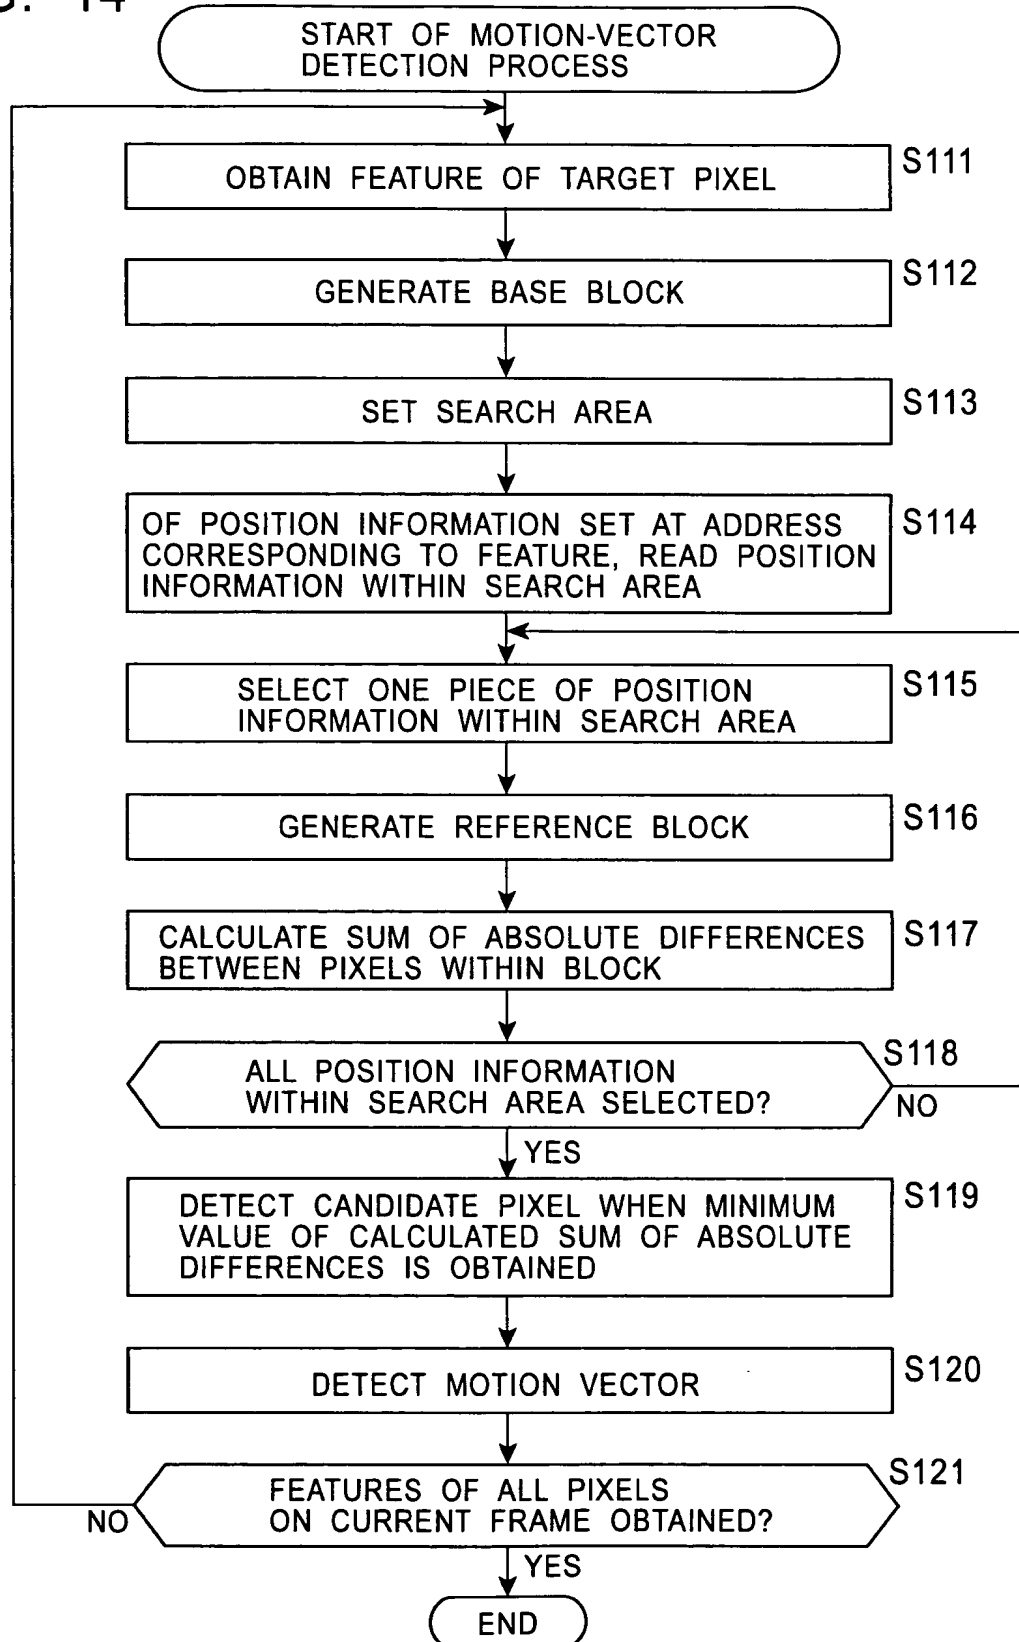 14
START OF MOTION-VECTOR
DETECTION PROCESS
OBTAIN FEATURE OF TARGET PIXEL
S111
GENERATE BASE BLOCK
S112
SET SEARCH AREA
S113
OF POSITION INFORMATION SET AT ADDRESS
CORRESPONDING TO FEATURE, READ POSITION
INFORMATION WITHIN SEARCH AREA
S114
SELECT ONE PIECE OF POSITION
INFORMATION WITHIN SEARCH AREA
S115
GENERATE REFERENCE BLOCK
S116
CALCULATE SUM OF ABSOLUTE DIFFERENCES
BETWEEN PIXELS WITHIN BLOCK
S117
ALL POSITION INFORMATION
WITHIN SEARCH AREA SELECTED?
S118
NO
YES
DETECT CANDIDATE PIXEL WHEN MINIMUM
VALUE OF CALCULATED SUM OF ABSOLUTE
DIFFERENCES IS OBTAINED
S119
DETECT MOTION VECTOR
S120
FEATURES OF ALL PIXELS
ON CURRENT FRAME OBTAINED?
S121
NO
YES
END